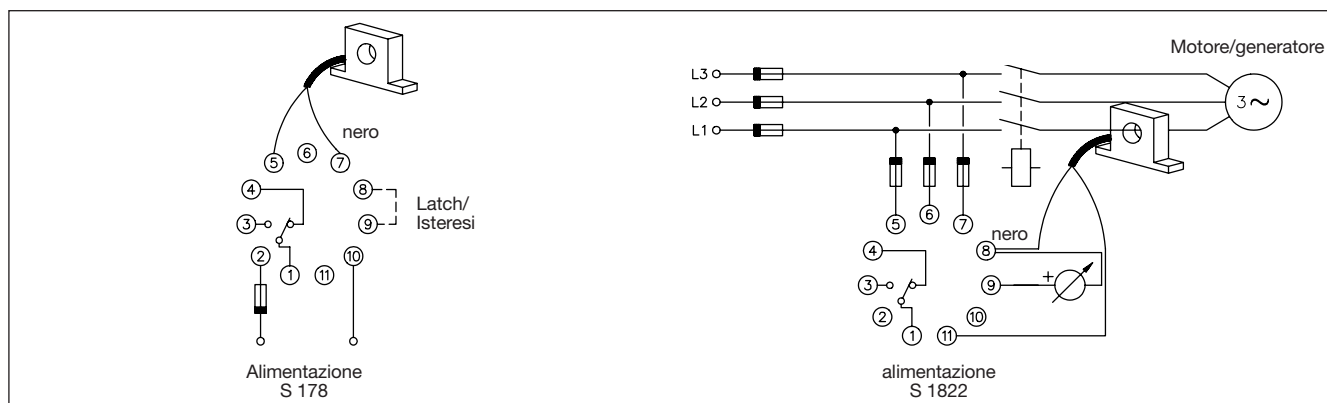 nero
5
6
7
4
8
3
9
Latch/
Isteresi
2
1
11
10
Alimentazione
S 178
Motore/generatore
L3
L2
L1
3~
5
6
7
nero
4
8
3
9
+
2
10
1
11
alimentazione
S 1822